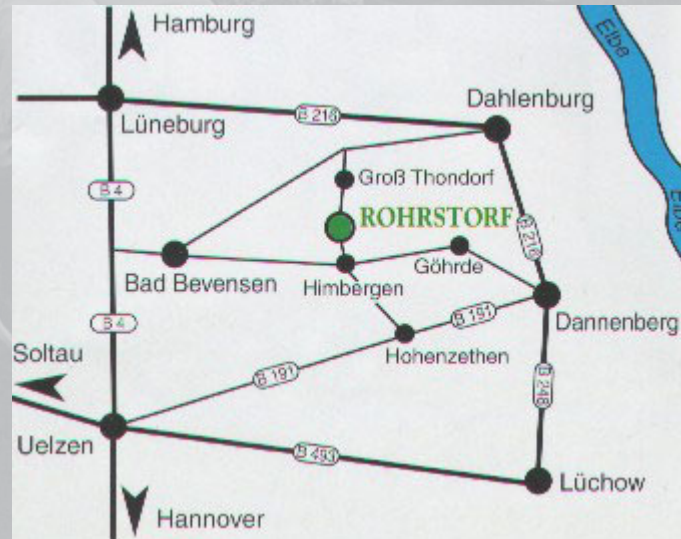 Hamburg
Elbe
Dahlenburg
B 216
Lüneburg
Groß Thondorf
B 4
ROHRSTORF
Elbe
B 216
Göhrde
Bad Bevensen
Himbergen
Dannenberg
B 191
B 4
Hohenzethen
Soltau
B 191
B 248
Uelzen
B 493
Lüchow
Hannover